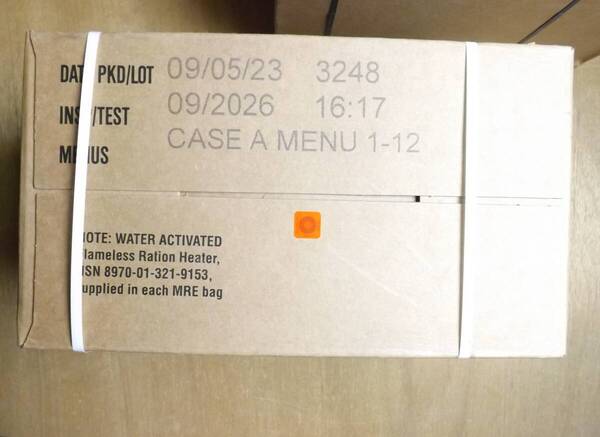 DAT PKD/LOT 09/05/23 3248
INS /TEST 09/2026 16:17
M US CASE A MENU 1-12
OTE: WATER ACTIVATED
lameless Ration Heater,
SN 8970-01-321-9153,
upplied in each MRE bag